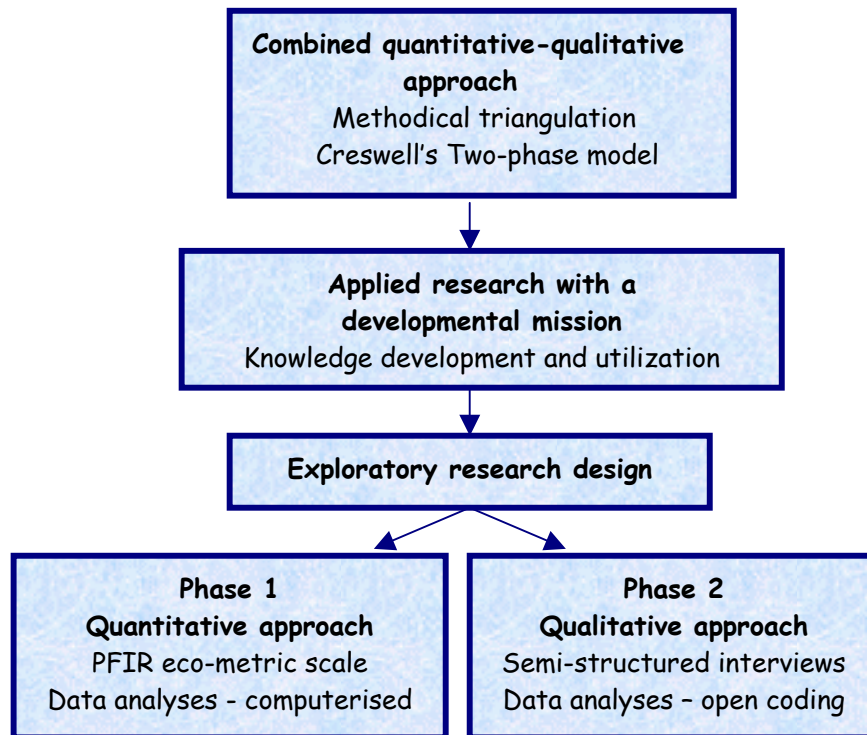 Combined quantitative-qualitative
approach
Methodical triangulation
Creswell's Two-phase model
Applied research with a
developmental mission
Knowledge development and utilization
Exploratory research design
Phase 1
Quantitative approach
PFIR eco-metric scale
Data analyses - computerised
Phase 2
Qualitative approach
Semi-structured interviews
Data analyses – open coding